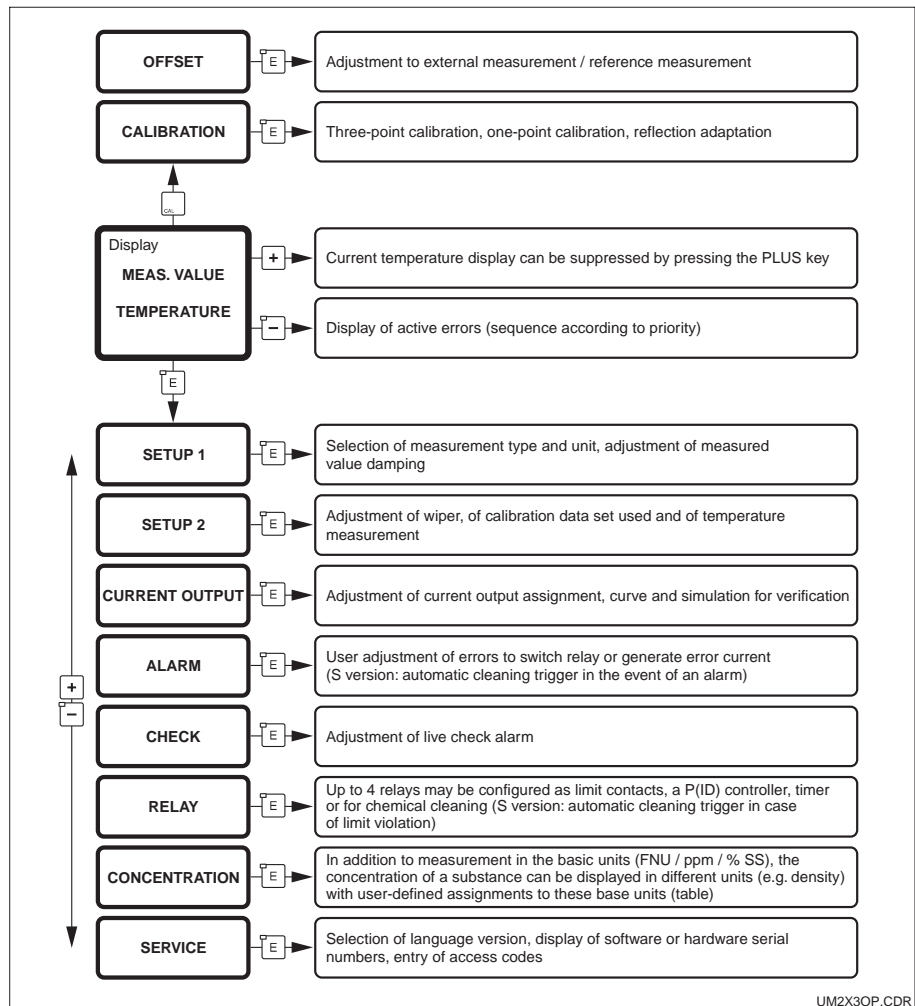 OFFSET
E
Adjustment to external measurement / reference measurement
CALIBRATION
E
Three-point calibration, one-point calibration, reflection adaptation
CAL
Display
MEAS. VALUE
TEMPERATURE
+
Current temperature display can be suppressed by pressing the PLUS key
−
Display of active errors (sequence according to priority)
E
SETUP 1
E
Selection of measurement type and unit, adjustment of measured
value damping
SETUP 2
E
Adjustment of wiper, of calibration data set used and of temperature
measurement
CURRENT OUTPUT
E
Adjustment of current output assignment, curve and simulation for verification
ALARM
E
User adjustment of errors to switch relay or generate error current
(S version: automatic cleaning trigger in the event of an alarm)
+
−
CHECK
E
Adjustment of live check alarm
RELAY
E
Up to 4 relays may be configured as limit contacts, a P(ID) controller, timer
or for chemical cleaning (S version: automatic cleaning trigger in case
of limit violation)
CONCENTRATION
E
In addition to measurement in the basic units (FNU / ppm / % SS), the
concentration of a substance can be displayed in different units (e.g. density)
with user-defined assignments to these base units (table)
SERVICE
E
Selection of language version, display of software or hardware serial
numbers, entry of access codes
UM2X3OP.CDR